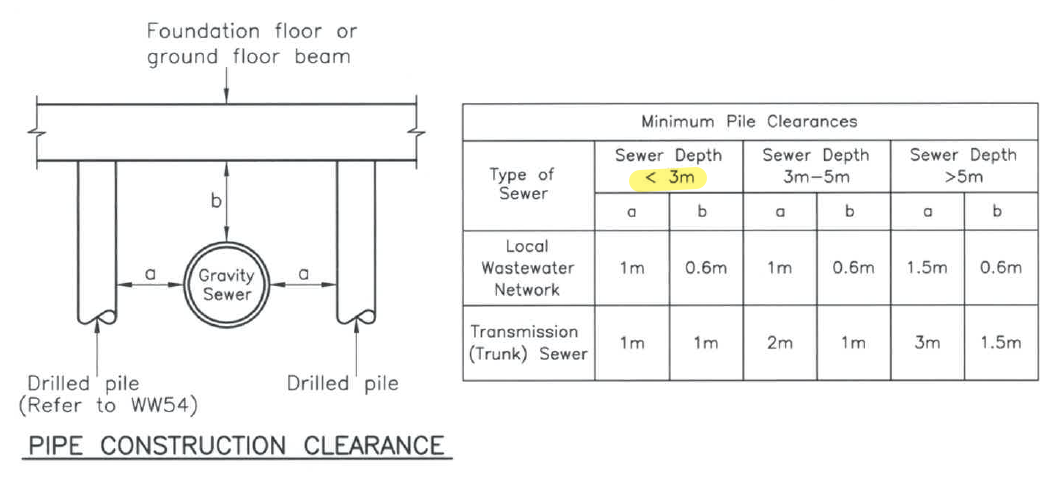 Foundation floor or
ground floor beam
b
a
Gravity
Sewer
a
Drilled pile
(Refer to WW54)
Drilled pile
PIPE CONSTRUCTION CLEARANCE
Minimum Pile Clearances
Type of
Sewer
Sewer Depth
< 3m
Sewer Depth
3m-5m
Sewer Depth
>5m
a b a b a b
Local
Wastewater
Network
1m 0.6m 1m 0.6m 1.5m 0.6m
Transmission
(Trunk) Sewer
1m 1m 2m 1m 3m 1.5m